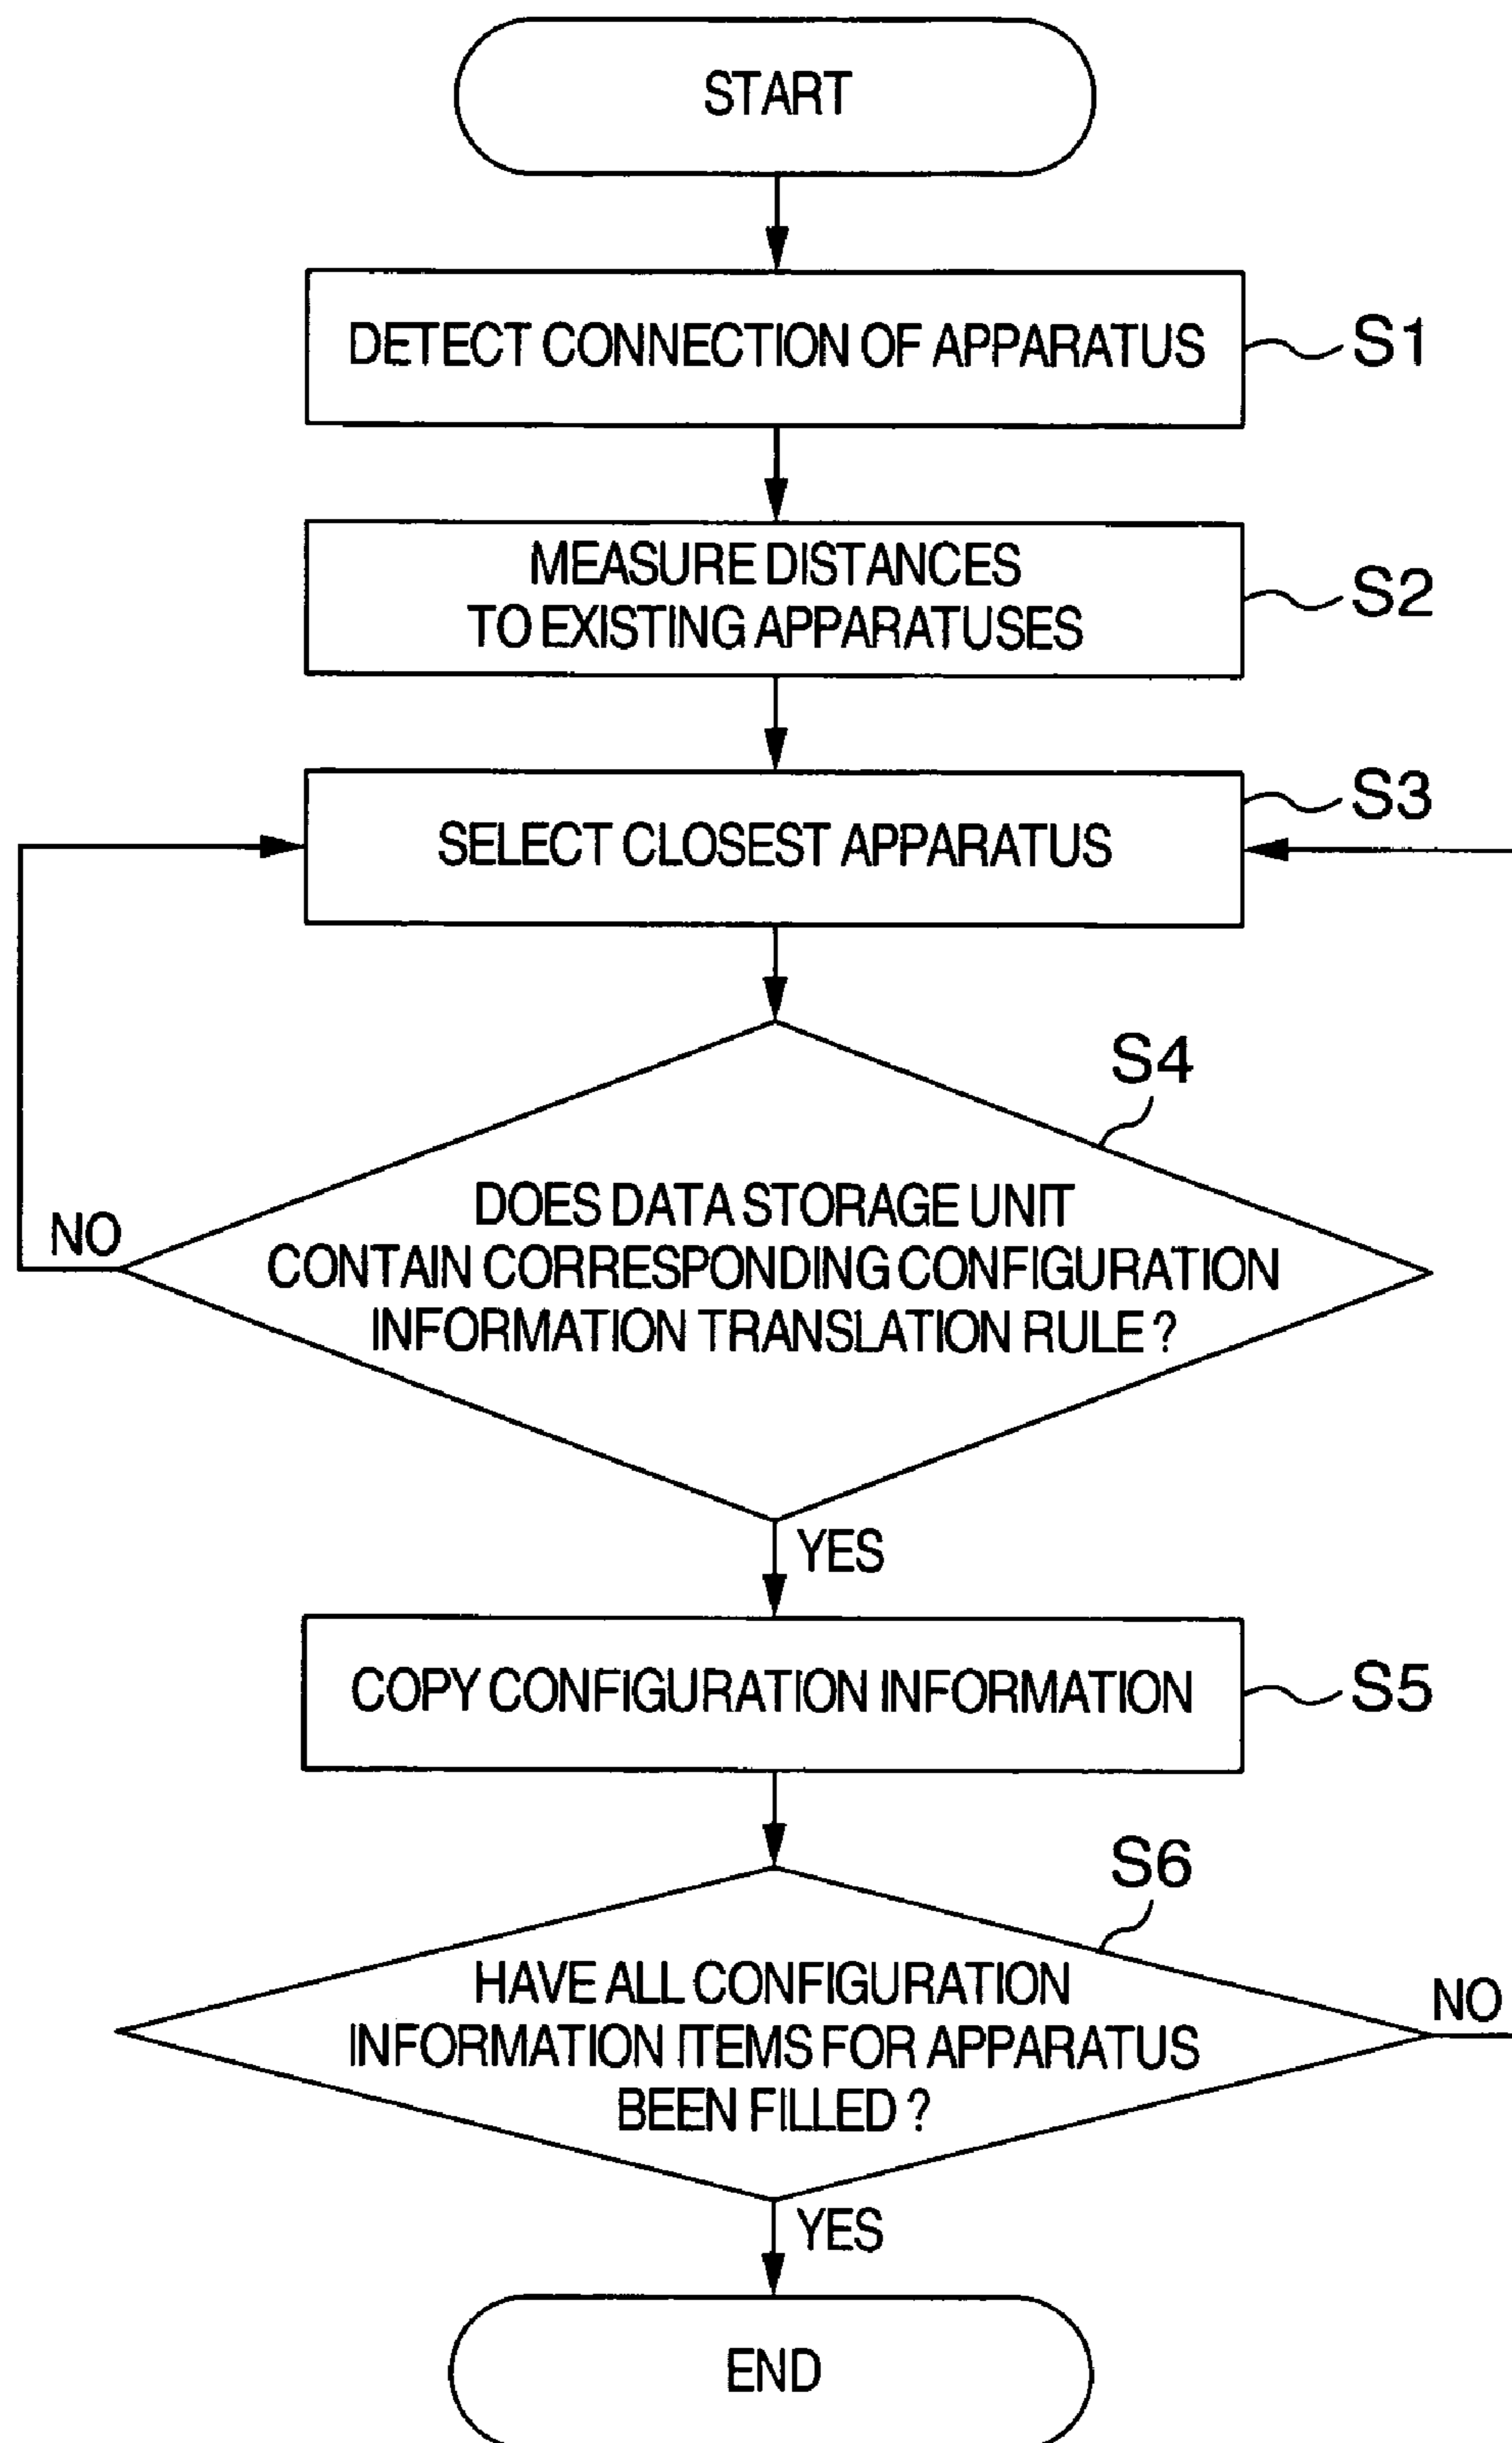 START
DETECT CONNECTION OF APPARATUS
S1
MEASURE DISTANCES
TO EXISTING APPARATUSES
S2
S3
SELECT CLOSEST APPARATUS
S4
DOES DATA STORAGE UNIT
CONTAIN CORRESPONDING CONFIGURATION
INFORMATION TRANSLATION RULE ?
NO
YES
COPY CONFIGURATION INFORMATION
S5
S6
HAVE ALL CONFIGURATION
INFORMATION ITEMS FOR APPARATUS
BEEN FILLED ?
NO
YES
END